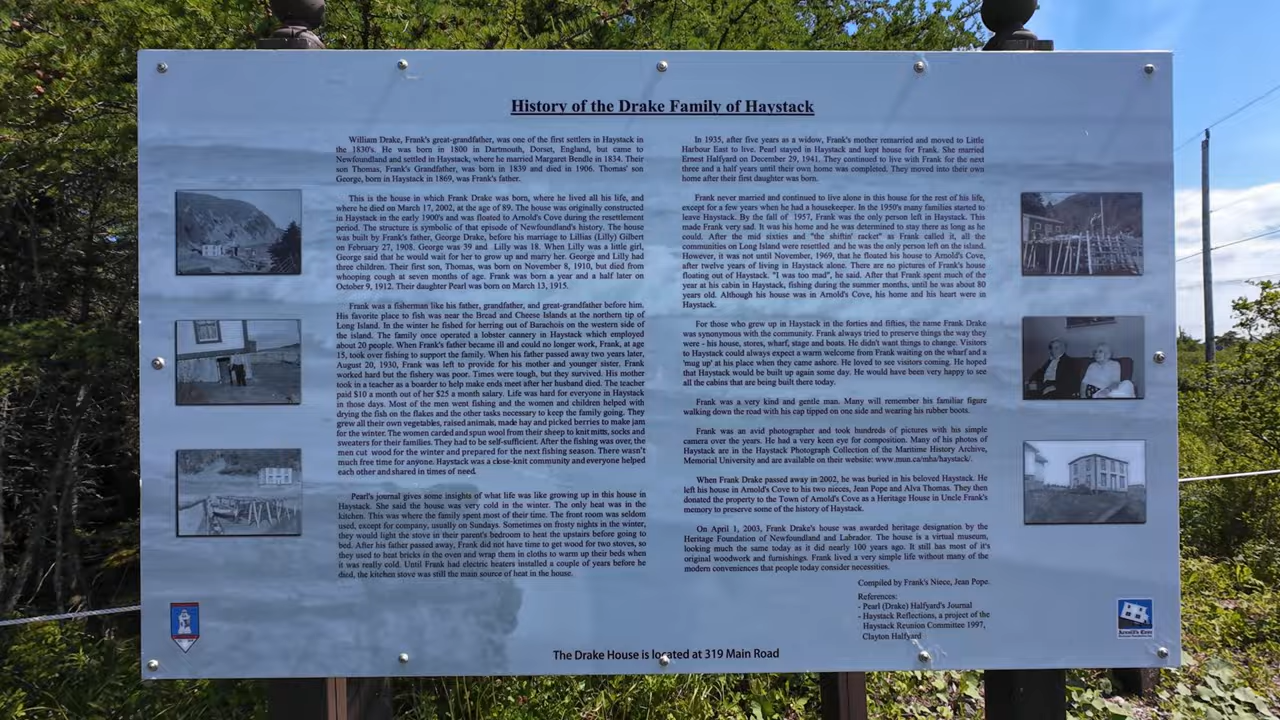 History of the Drake Family of Haystack
William Drake, Frank's great-grandfather, was one of the first settlers in Haystack in
the 1830's. He was born in 1800 in Dartmouth, Dorset, England, but came to
Newfoundland and settled in Haystack, where he married Margaret Bendle in 1834. Their
son Thomas, Frank's Grandfather, was born in 1839 and died in 1906. Thomas' son
George, born in Haystack in 1869, was Frank's father.
This is the house in which Frank Drake was born, where he lived all his life, and
where he died on March 17, 2002, at the age of 89. The house was originally constructed
in Haystack in the early 1900's and was floated to Arnold's Cove during the resettlement
period. The structure is symbolic of that episode of Newfoundland's history. The house
was built by Frank's father, George Drake, before his marriage to Lillias (Lilly) Gilbert
on February 27, 1908. George was 39 and Lilly was 18. When Lilly was a little girl,
George said that he would wait for her to grow up and marry her. George and Lilly had
three children. Their first son, Thomas, was born on November 8, 1910, but died from
whooping cough at seven months of age. Frank was born a year and a half later on
October 9, 1912. Their daughter Pearl was born on March 13, 1915.
Frank was a fisherman like his father, grandfather, and great-grandfather before him.
His favorite place to fish was near the Bread and Cheese Islands at the northern tip of
Long Island. In the winter he fished for herring out of Barachois on the western side of
the island. The family once operated a lobster cannery in Haystack which employed
about 20 people. When Frank's father became ill and could no longer work, Frank, at age
15, took over fishing to support the family. When his father passed away two years later,
August 20, 1930, Frank was left to provide for his mother and younger sister. Frank
worked hard but the fishery was poor. Times were tough, but they survived. His mother
took in a teacher as a boarder to help make ends meet after her husband died. The teacher
paid $10 a month out of her $25 a month salary. Life was hard for everyone in Haystack
in those days. Most of the men went fishing and the women and children helped with
drying the fish on the flakes and the other tasks necessary to keep the family going. They
grew all their own vegetables, raised animals, made hay and picked berries to make jam
for the winter. The women carded and spun wool from their sheep to knit mitts, socks and
sweaters for their families. They had to be self-sufficient. After the fishing was over, the
men cut wood for the winter and prepared for the next fishing season. There wasn't
much free time for anyone. Haystack was a close-knit community and everyone helped
each other and shared in times of need.
Pearl's journal gives some insights of what life was like growing up in this house in
Haystack. She said the house was very cold in the winter. The only heat was in the
kitchen. This was where the family spent most of their time. The front room was seldom
used, except for company, usually on Sundays. Sometimes on frosty nights in the winter,
they would light the stove in their parent's bedroom to heat the upstairs before going to
bed. After his father passed away, Frank did not have time to get wood for two stoves, so
they used to heat bricks in the oven and wrap them in cloths to warm up their beds when
it was really cold. Until Frank had electric heaters installed a couple of years before he
died, the kitchen stove was still the main source of heat in the house.
In 1935, after five years as a widow, Frank's mother remarried and moved to Little
Harbour East to live. Pearl stayed in Haystack and kept house for Frank. She married
Ernest Halfyard on December 29, 1941. They continued to live with Frank for the next
three and a half years until their own home was completed. They moved into their own
home after their first daughter was born.
Frank never married and continued to live alone in this house for the rest of his life,
except for a few years when he had a housekeeper. In the 1950's many families started to
leave Haystack. By the fall of 1957, Frank was the only person left in Haystack. This
made Frank very sad. It was his home and he was determined to stay there as long as he
could. After the mid sixties and "the shiftin' racket" as Frank called it, all the
communities on Long Island were resettled and he was the only person left on the island.
However, it was not until November, 1969, that he floated his house to Arnold's Cove,
after twelve years of living in Haystack alone. There are no pictures of Frank's house
floating out of Haystack. "I was too mad", he said. After that Frank spent much of the
year at his cabin in Haystack, fishing during the summer months, until he was about 80
years old. Although his house was in Arnold's Cove, his home and his heart were in
Haystack.
For those who grew up in Haystack in the forties and fifties, the name Frank Drake
was synonymous with the community. Frank always tried to preserve things the way they
were - his house, stores, wharf, stage and boats. He didn't want things to change. Visitors
to Haystack could always expect a warm welcome from Frank waiting on the wharf and a
'mug up' at his place when they came ashore. He loved to see visitors coming. He hoped
that Haystack would be built up again some day. He would have been very happy to see
all the cabins that are being built there today.
Frank was a very kind and gentle man. Many will remember his familiar figure
walking down the road with his cap tipped on one side and wearing his rubber boots.
Frank was an avid photographer and took hundreds of pictures with his simple
camera over the years. He had a very keen eye for composition. Many of his photos of
Haystack are in the Haystack Photograph Collection of the Maritime History Archive,
Memorial University and are available on their website: www.mun.ca/mha/haystack/.
When Frank Drake passed away in 2002, he was buried in his beloved Haystack. He
left his house in Arnold's Cove to his two nieces, Jean Pope and Alva Thomas. They then
donated the property to the Town of Arnold's Cove as a Heritage House in Uncle Frank's
memory to preserve some of the history of Haystack.
On April 1, 2003, Frank Drake's house was awarded heritage designation by the
Heritage Foundation of Newfoundland and Labrador. The house is a virtual museum,
looking much the same today as it did nearly 100 years ago. It still has most of it's
original woodwork and furnishings. Frank lived a very simple life without many of the
modern conveniences that people today consider necessities.
Compiled by Frank's Niece, Jean Pope.
References:
- Pearl (Drake) Halfyard's Journal
- Haystack Reflections, a project of the
Haystack Reunion Committee 1997,
Clayton Halfyard
Arnold's Cove
The Drake House is located at 319 Main Road